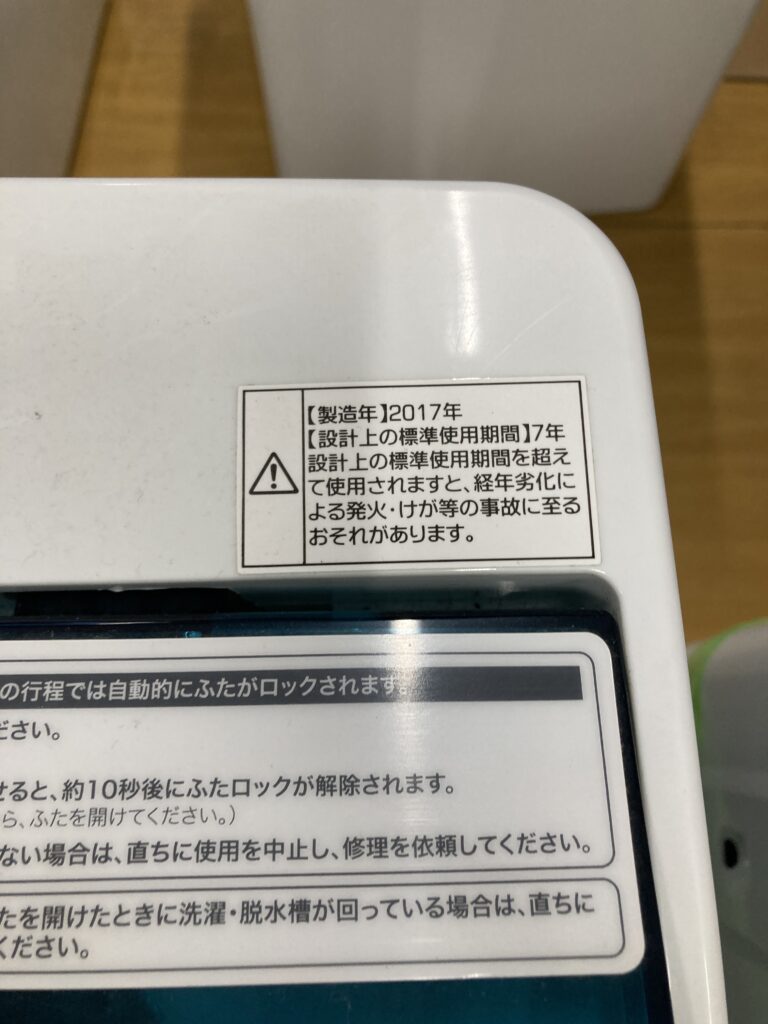 【製造年】2017年
【設計上の標準使用期間】7年
設計上の標準使用期間を超え
て使用されますと、経年劣化に
よる発火・けが等の事故に至る
おそれがあります。
の行程では自動的にふたがロックされます。
ださい。
せると、約10秒後にふたロックが解除されます。
ら、ふたを開けてください。）
ない場合は、直ちに使用を中止し、修理を依頼してください。
たを開けたときに洗濯・脱水槽が回っている場合は、直ちに
ください。